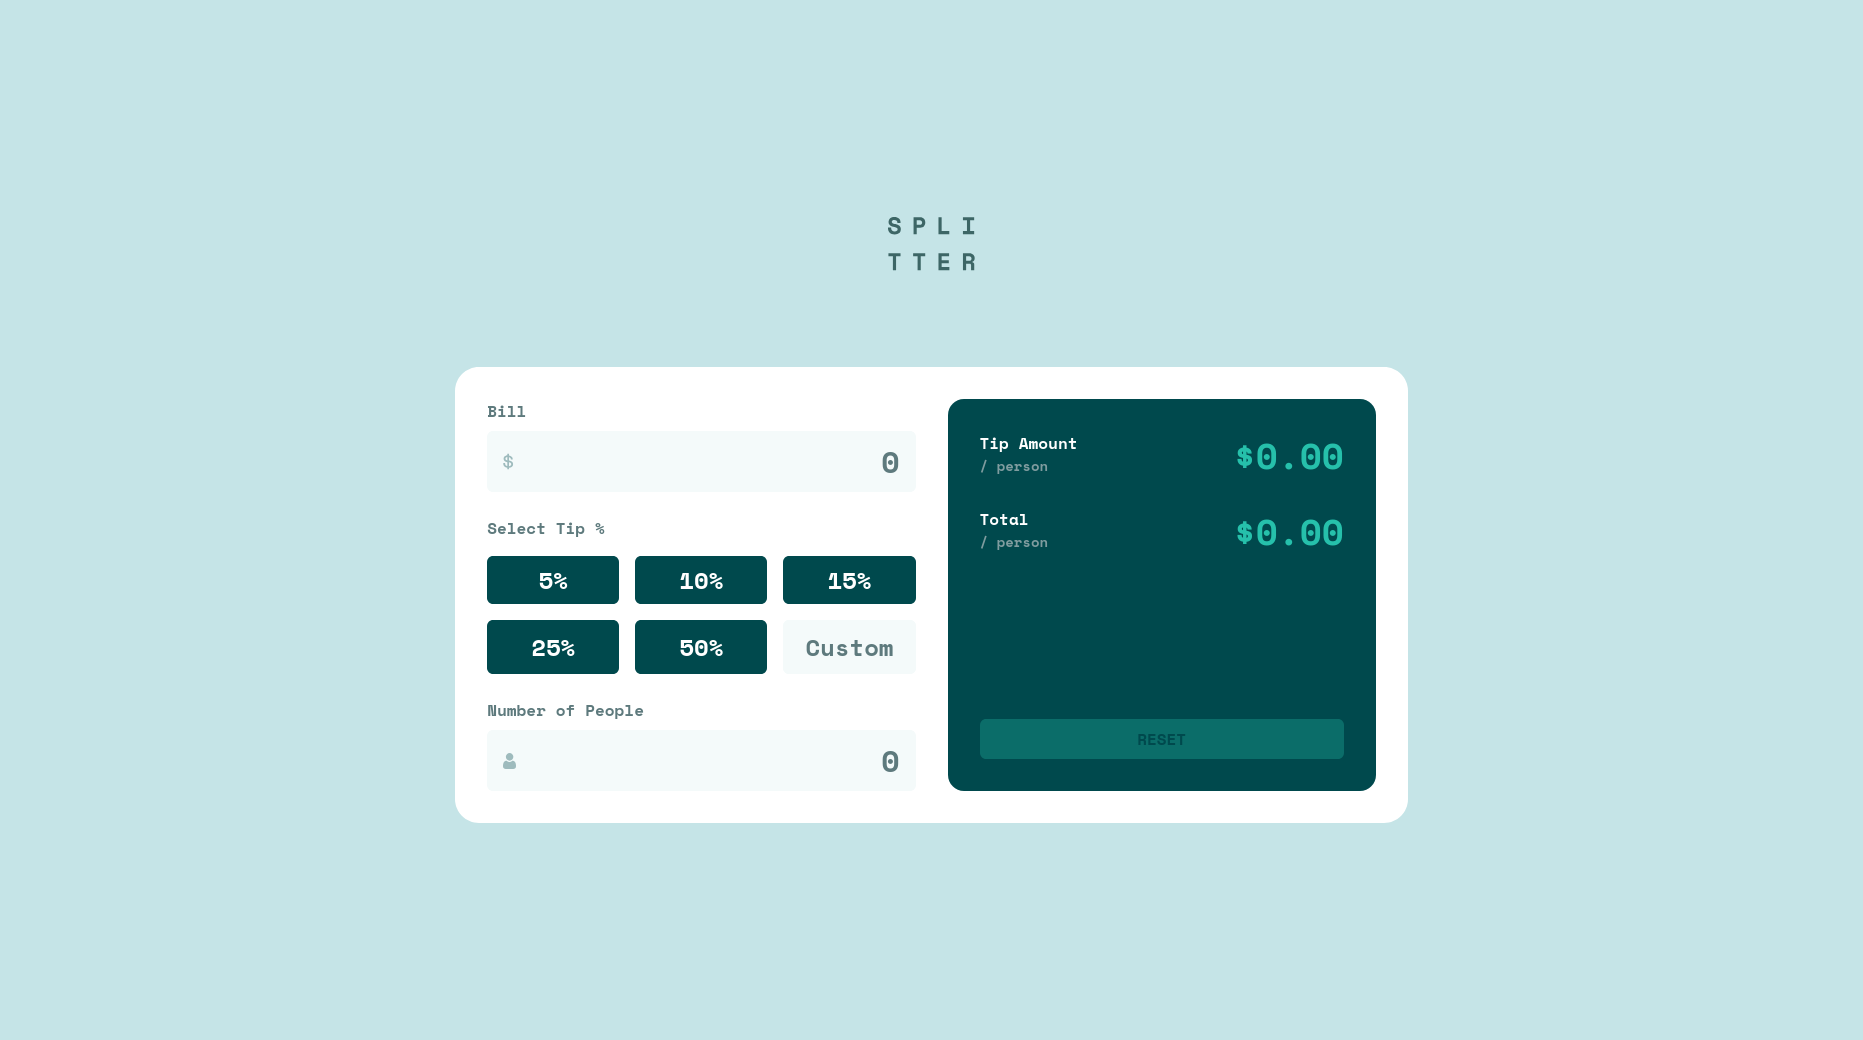 SPLI
TTER
Bill
$ 0
Select Tip %
5% 10% 15%
25% 50% Custom
Number of People
0
Tip Amount
/ person
$0.00
Total
/ person
$0.00
RESET